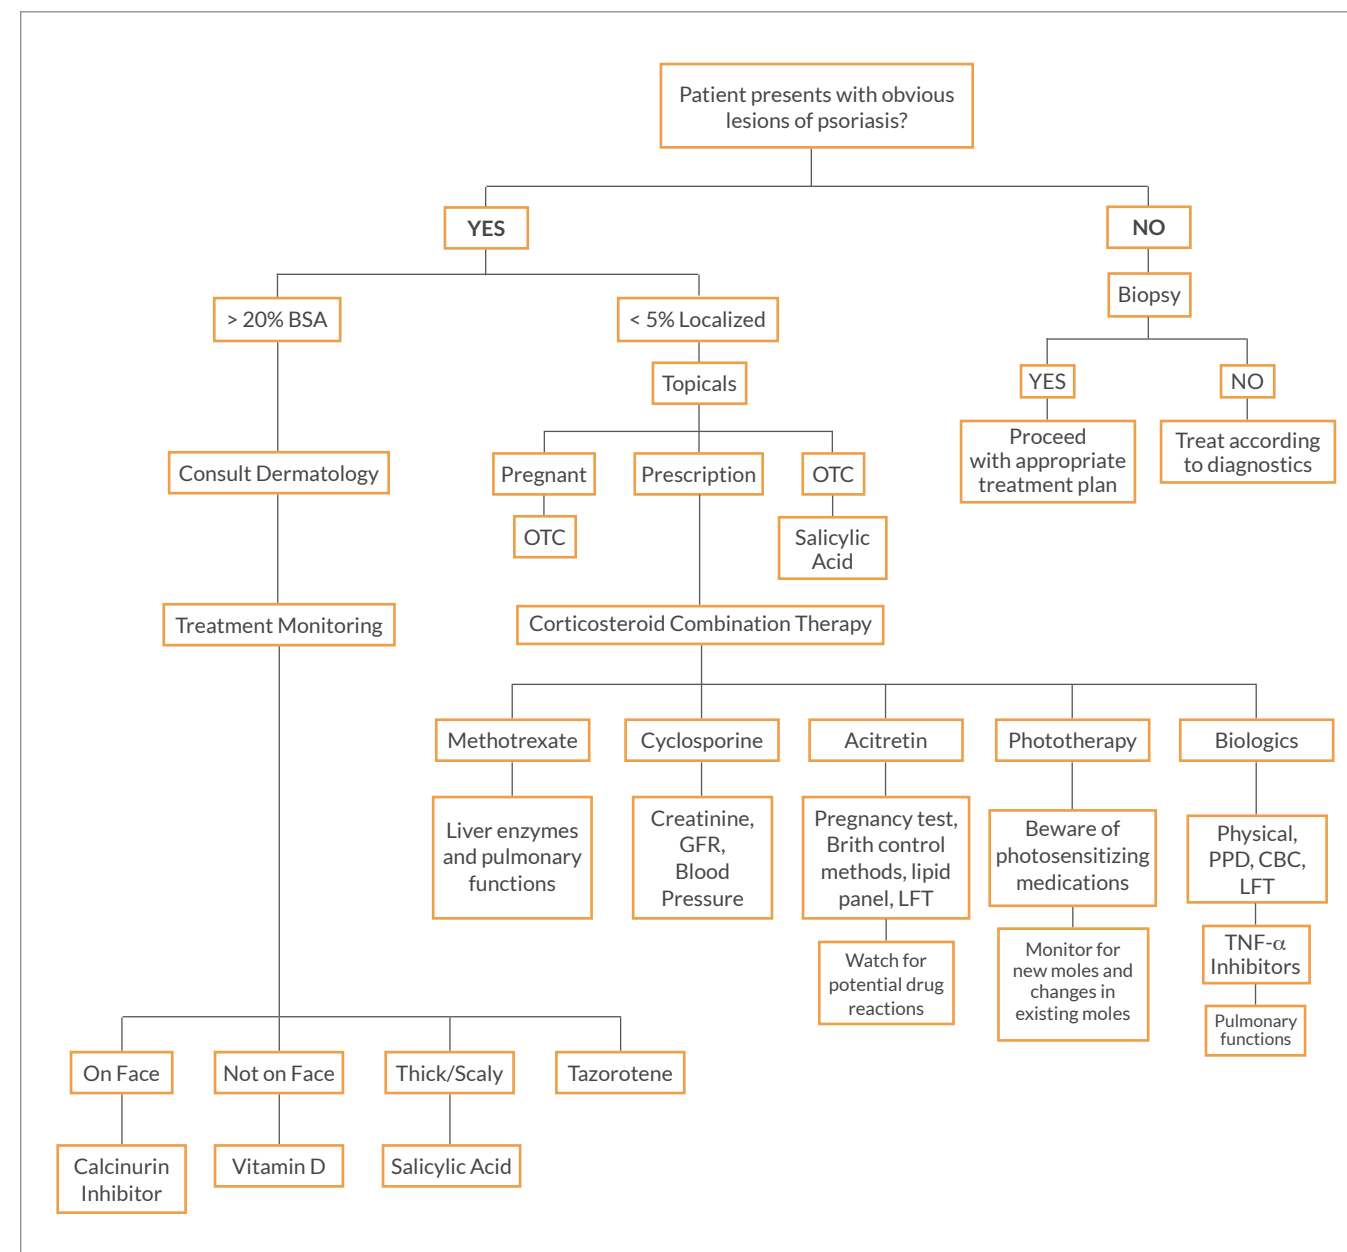 Patient presents with obvious
lesions of psoriasis?
YES
NO
> 20% BSA
< 5% Localized
Biopsy
Topicals
YES
NO
Consult Dermatology
Pregnant
Prescription
OTC
Proceed
with appropriate
treatment plan
Treat according
to diagnostics
OTC
Salicylic
Acid
Treatment Monitoring
Corticosteroid Combination Therapy
Methotrexate
Cyclosporine
Acitretin
Phototherapy
Biologics
Liver enzymes
and pulmonary
functions
Creatinine,
GFR,
Blood
Pressure
Pregnancy test,
Brith control
methods, lipid
panel, LFT
Beware of
photosensitizing
medications
Physical,
PPD, CBC,
LFT
Watch for
potential drug
reactions
Monitor for
new moles and
changes in
existing moles
TNF-α
Inhibitors
Pulmonary
functions
On Face
Not on Face
Thick/Scaly
Tazorotene
Calcinurin
Inhibitor
Vitamin D
Salicylic Acid